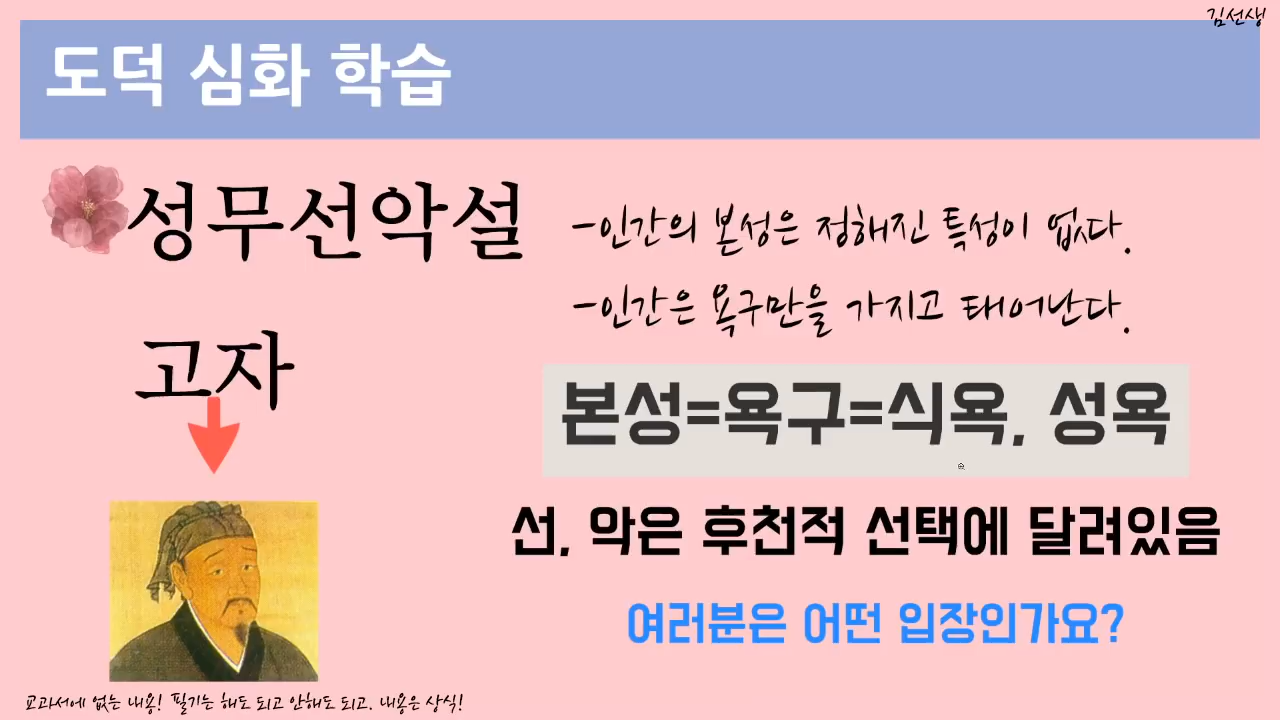 김선생
도덕 심화 학습
성무선악설
-인간의 본성은 정해진 특성이 없다.
-인간은 욕구만을 가지고 태어난다.
고자
본성=욕구=식욕, 성욕
선, 악은 후천적 선택에 달려있음
여러분은 어떤 입장인가요?
교과서에 없는 내용! 필기는 해도 되고 안해도 되고. 내용은 상식!